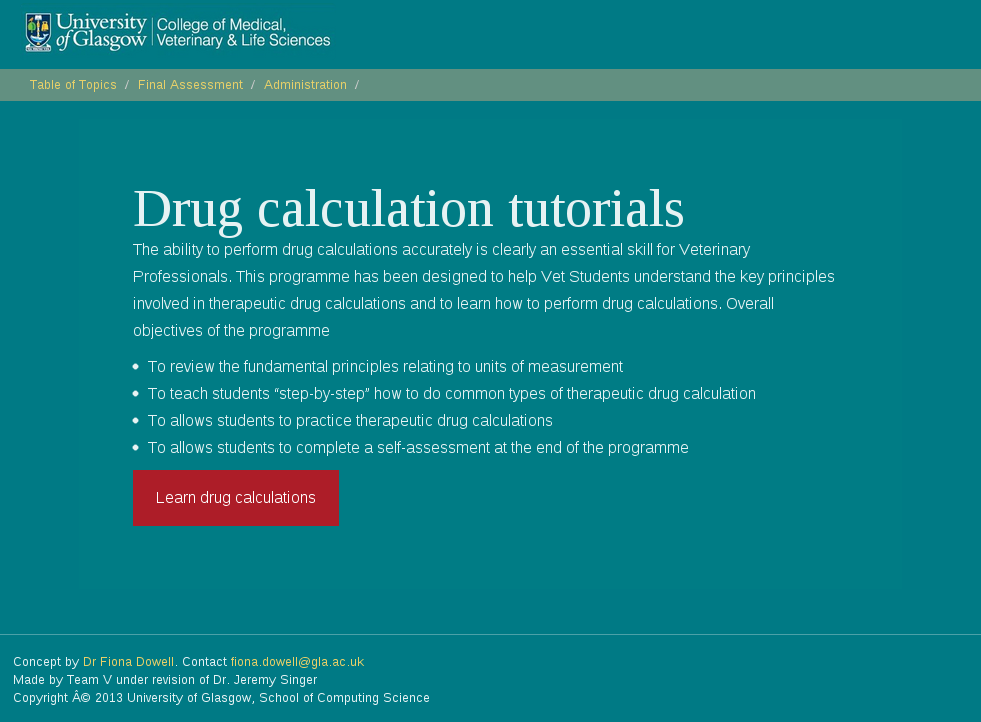 University of Glasgow | College of Medical, Veterinary & Life Sciences
Table of Topics / Final Assessment / Administration /
Drug calculation tutorials
The ability to perform drug calculations accurately is clearly an essential skill for Veterinary
Professionals. This programme has been designed to help Vet Students understand the key principles
involved in therapeutic drug calculations and to learn how to perform drug calculations. Overall
objectives of the programme
• To review the fundamental principles relating to units of measurement
• To teach students “step-by-step” how to do common types of therapeutic drug calculation
• To allows students to practice therapeutic drug calculations
• To allows students to complete a self-assessment at the end of the programme
Learn drug calculations
Concept by Dr Fiona Dowell. Contact fiona.dowell@gla.ac.uk
Made by Team V under revision of Dr. Jeremy Singer
Copyright Â© 2013 University of Glasgow, School of Computing Science